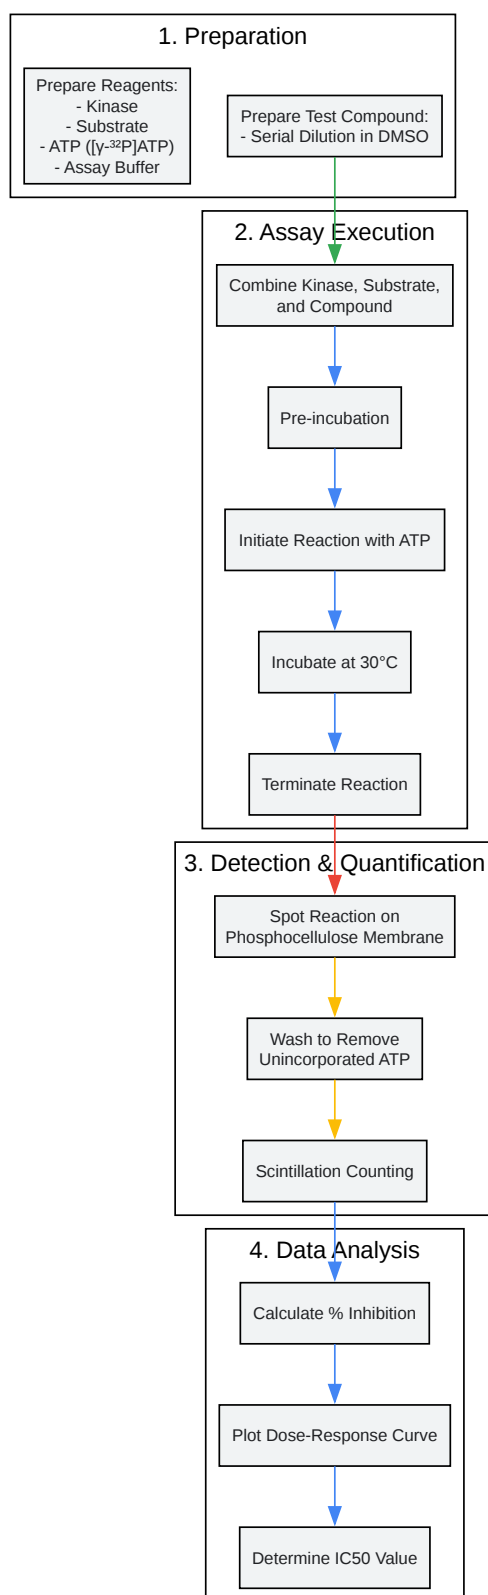 1. Preparation
Prepare Reagents:
- Kinase
- Substrate
- ATP ([γ-³²P]ATP)
- Assay Buffer
Prepare Test Compound:
- Serial Dilution in DMSO
2. Assay Execution
Combine Kinase, Substrate,
and Compound
Pre-incubation
Initiate Reaction with ATP
Incubate at 30°C
Terminate Reaction
3. Detection & Quantification
Spot Reaction on
Phosphocellulose Membrane
Wash to Remove
Unincorporated ATP
Scintillation Counting
4. Data Analysis
Calculate % Inhibition
Plot Dose-Response Curve
Determine IC50 Value